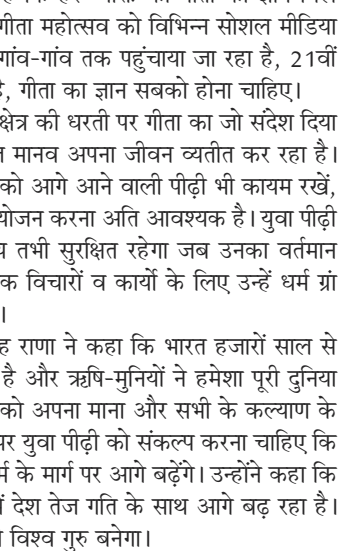 गीता महोत्सव को विभिन्न सोशल मीडिया
गांव-गांव तक पहुंचाया जा रहा है, 21वीं
है, गीता का ज्ञान सबको होना चाहिए।
क्षेत्र की धरती पर गीता का जो संदेश दिया
मानव अपना जीवन व्यतीत कर रहा है।
को आगे आने वाली पीढ़ी भी कायम रखें,
योजन करना अति आवश्यक है। युवा पीढ़ी
य तभी सुरक्षित रहेगा जब उनका वर्तमान
क विचारों व कार्यो के लिए उन्हें धर्म ग्रां
।
ह राणा ने कहा कि भारत हजारों साल से
है और ऋषि-मुनियों ने हमेशा पूरी दुनिया
को अपना माना और सभी के कल्याण के
पर युवा पीढ़ी को संकल्प करना चाहिए कि
र्म के मार्ग पर आगे बढ़ेंगे। उन्होंने कहा कि
देश तेज गति के साथ आगे बढ़ रहा है।
विश्व गुरु बनेगा।